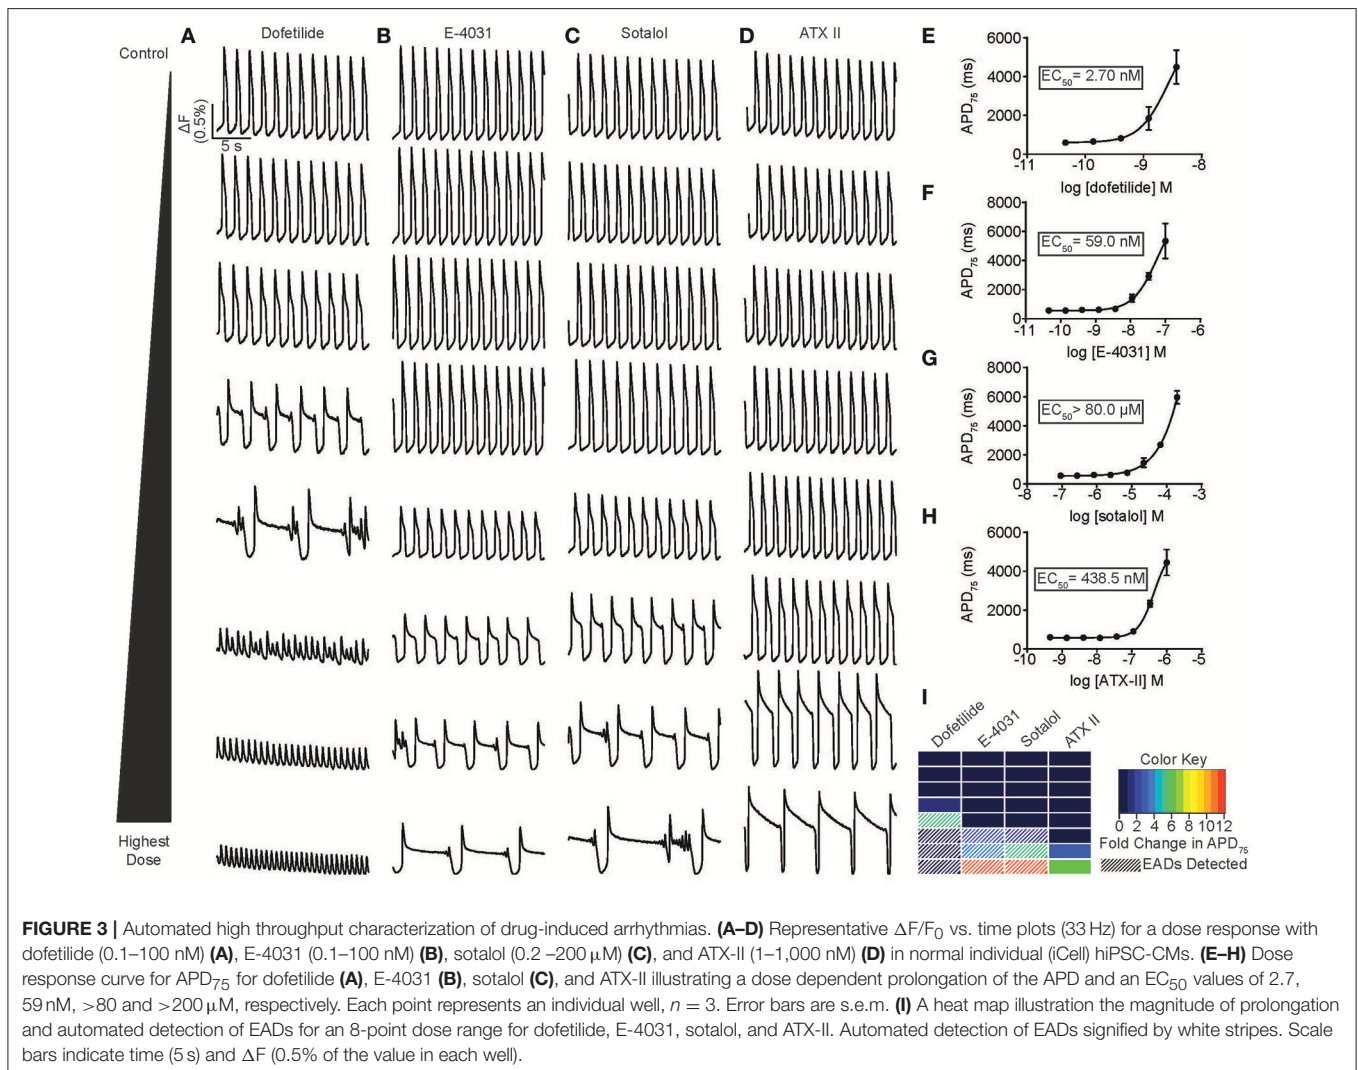 A Dofetilide B E-4031 C Sotalol D ATX II
Control
ΔF
(0.5%)
5 s
Highest
Dose
E
6000
4000
2000
0
APD75 (ms)
EC50= 2.70 nM
-11 -10 -9 -8
log [dofetilide] M
F
8000
6000
4000
2000
0
APD75 (ms)
EC50= 59.0 nM
-11 -10 -9 -8 -7 -6
log [E-4031] M
G
8000
6000
4000
2000
0
APD75 (ms)
EC50> 80.0 µM
-8 -7 -6 -5 -4 -3
log [sotalol] M
H
6000
4000
2000
0
APD75 (ms)
EC50= 438.5 nM
-10 -9 -8 -7 -6 -5
log [ATX-II] M
I
Dofetilide E-4031 Sotalol ATX II
Color Key
0 2 4 6 8 1012
Fold Change in APD75
EADs Detected
FIGURE 3 | Automated high throughput characterization of drug-induced arrhythmias. (A–D) Representative ΔF/F0 vs. time plots (33 Hz) for a dose response with
dofetilide (0.1–100 nM) (A), E-4031 (0.1–100 nM) (B), sotalol (0.2 –200 µM) (C), and ATX-II (1–1,000 nM) (D) in normal individual (iCell) hiPSC-CMs. (E–H) Dose
response curve for APD75 for dofetilide (A), E-4031 (B), sotalol (C), and ATX-II illustrating a dose dependent prolongation of the APD and an EC50 values of 2.7,
59 nM, >80 and >200 µM, respectively. Each point represents an individual well, n = 3. Error bars are s.e.m. (I) A heat map illustration the magnitude of prolongation
and automated detection of EADs for an 8-point dose range for dofetilide, E-4031, sotalol, and ATX-II. Automated detection of EADs signified by white stripes. Scale
bars indicate time (5 s) and ΔF (0.5% of the value in each well).